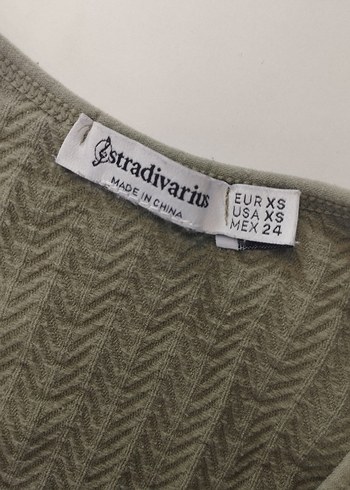 stradivarius
MADE IN CHINA
EUR XS
USA XS
MEX 24